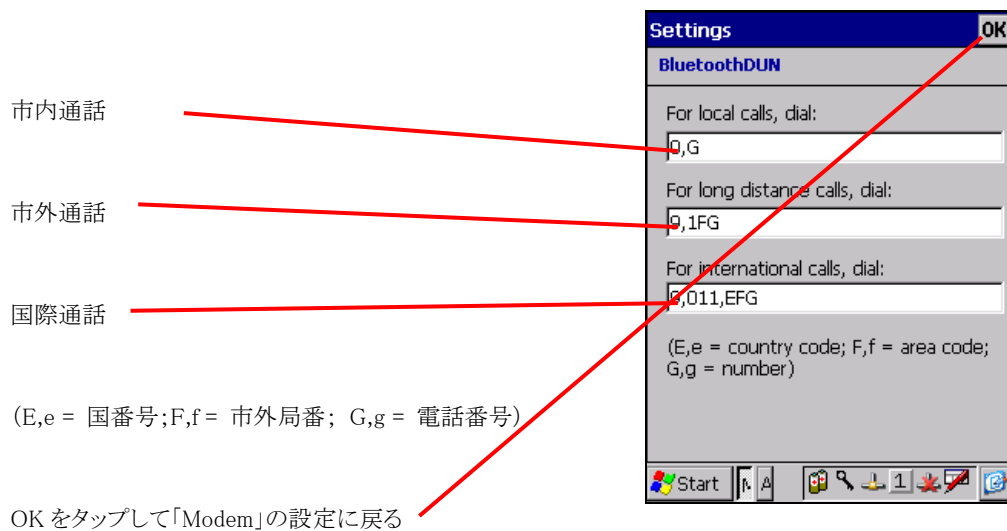 市内通話
市外通話
国際通話
(E,e = 国番号;F,f = 市外局番; G,g = 電話番号)
OK をタップして「Modem」の設定に戻る
Settings OK
BluetoothDUN
For local calls, dial:
0,G
For long distance calls, dial:
9,1FG
For international calls, dial:
9,011,EFG
(E,e = country code; F,f = area code;
G,g = number)
Start A 1